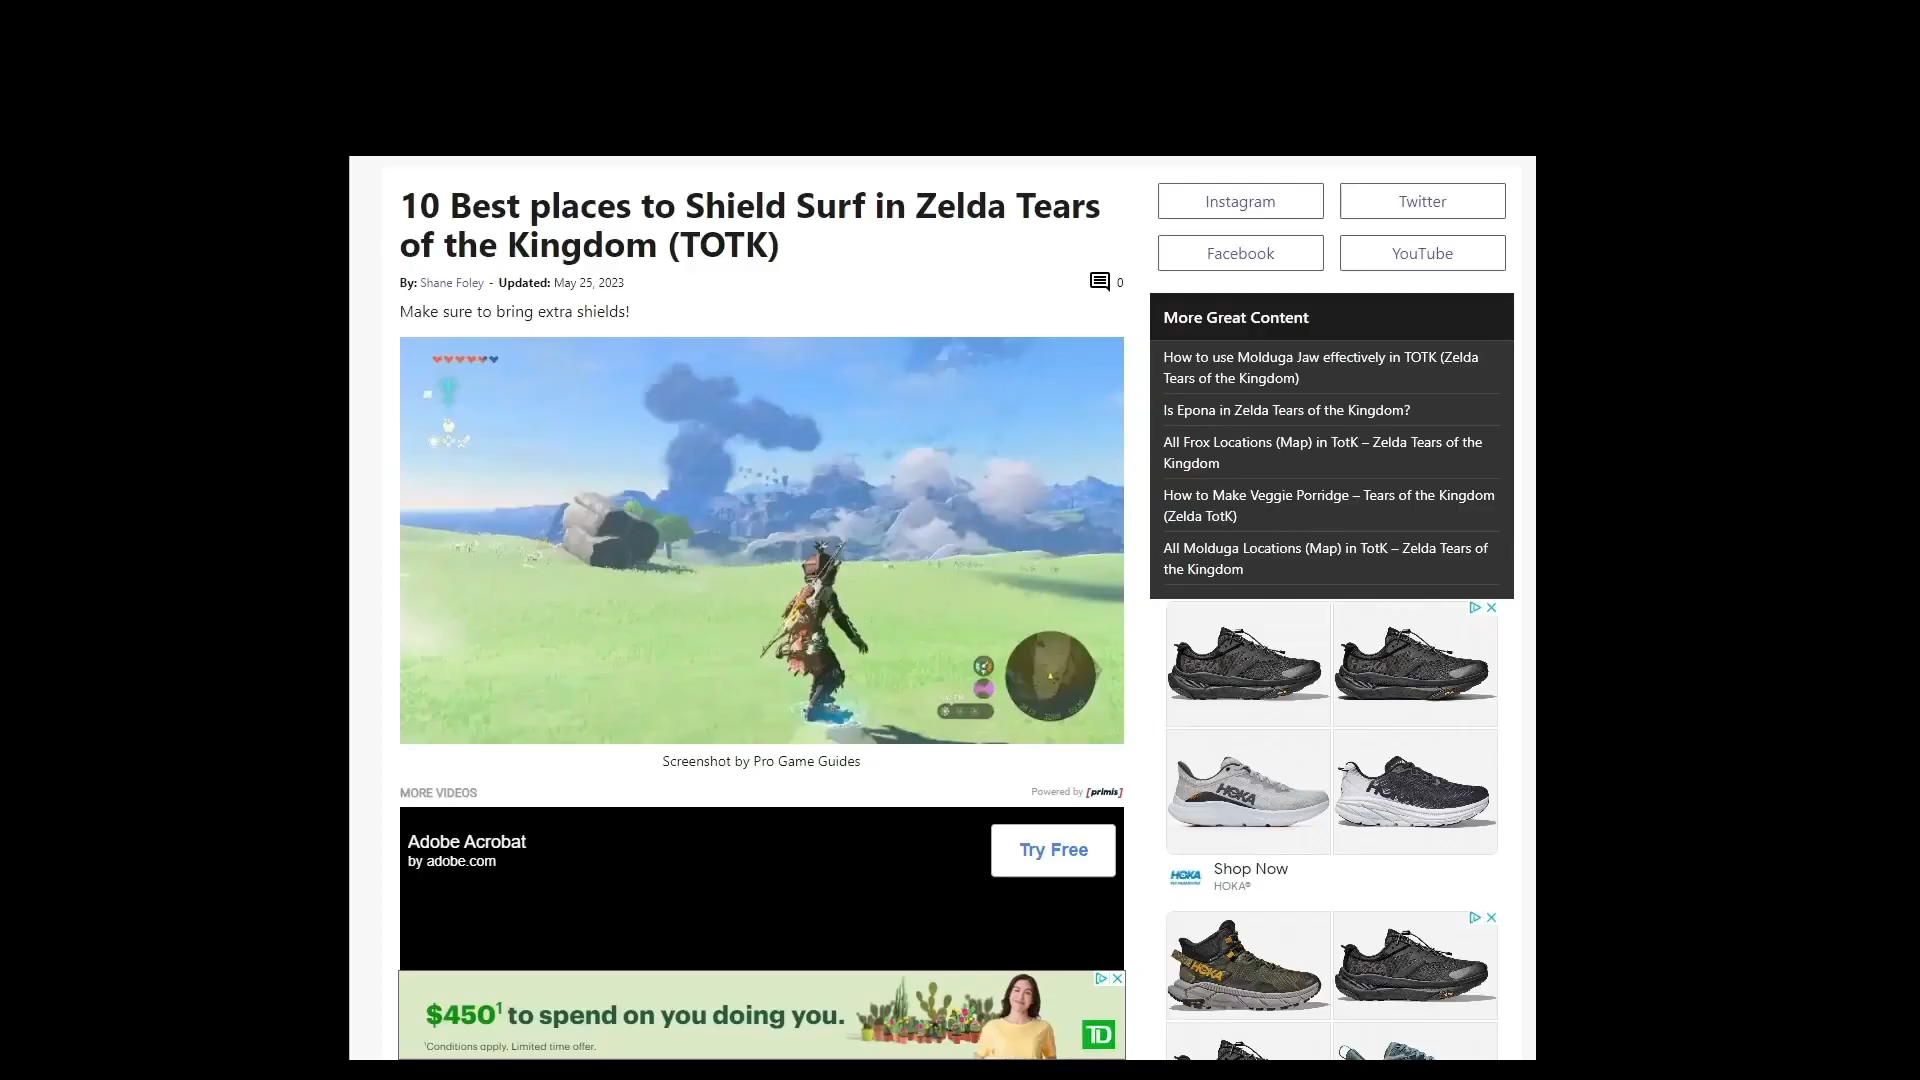 10 Best places to Shield Surf in Zelda Tears
of the Kingdom (TOTK)
By: Shane Foley - Updated: May 25, 2023
0
Make sure to bring extra shields!
Screenshot by Pro Game Guides
MORE VIDEOS
Powered by [primis]
Adobe Acrobat
by adobe.com
Try Free
$450¹ to spend on you doing you.
¹Conditions apply. Limited time offer.
TD
Instagram
Twitter
Facebook
YouTube
More Great Content
How to use Molduga Jaw effectively in TOTK (Zelda
Tears of the Kingdom)
Is Epona in Zelda Tears of the Kingdom?
All Frox Locations (Map) in TotK – Zelda Tears of the
Kingdom
How to Make Veggie Porridge – Tears of the Kingdom
(Zelda TotK)
All Molduga Locations (Map) in TotK – Zelda Tears of
the Kingdom
HOKA
HOKA
HOKA
Shop Now
HOKA®
HOKA